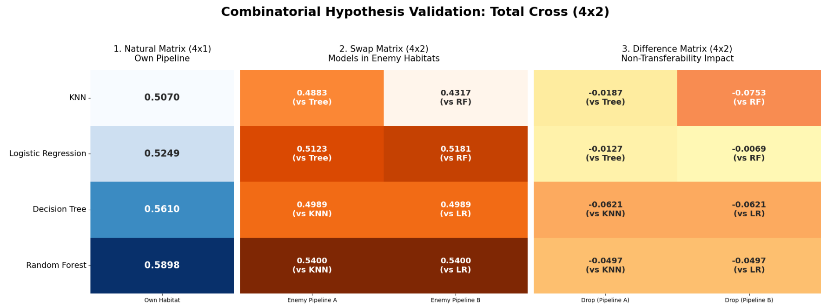 Combinatorial Hypothesis Validation: Total Cross (4x2)
1. Natural Matrix (4x1)
Own Pipeline
2. Swap Matrix (4x2)
Models in Enemy Habitats
3. Difference Matrix (4x2)
Non-Transferability Impact
KNN
0.5070
0.4883
(vs Tree)
0.4317
(vs RF)
-0.0187
(vs Tree)
-0.0753
(vs RF)
Logistic Regression
0.5249
0.5123
(vs Tree)
0.5181
(vs RF)
-0.0127
(vs Tree)
-0.0069
(vs RF)
Decision Tree
0.5610
0.4989
(vs KNN)
0.4989
(vs LR)
-0.0621
(vs KNN)
-0.0621
(vs LR)
Random Forest
0.5898
0.5400
(vs KNN)
0.5400
(vs LR)
-0.0497
(vs KNN)
-0.0497
(vs LR)
Own Habitat
Enemy Pipeline A
Enemy Pipeline B
Drop (Pipeline A)
Drop (Pipeline B)